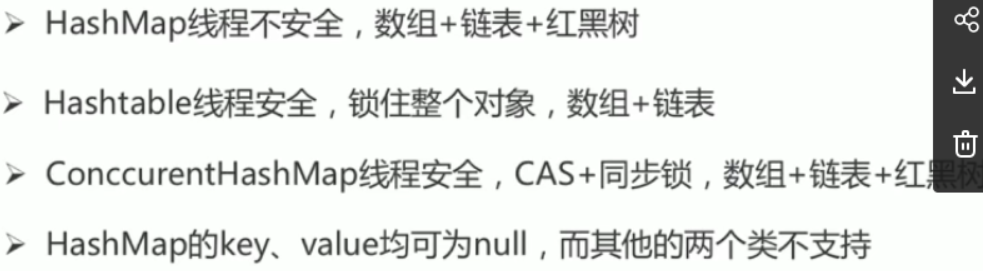 ➢ HashMap线程不安全，数组+链表+红黑树
➢ Hashtable线程安全，锁住整个对象，数组+链表
➢ ConccurentHashMap线程安全，CAS+同步锁，数组+链表+红黑树
➢ HashMap的key、value均可为null，而其他的两个类不支持